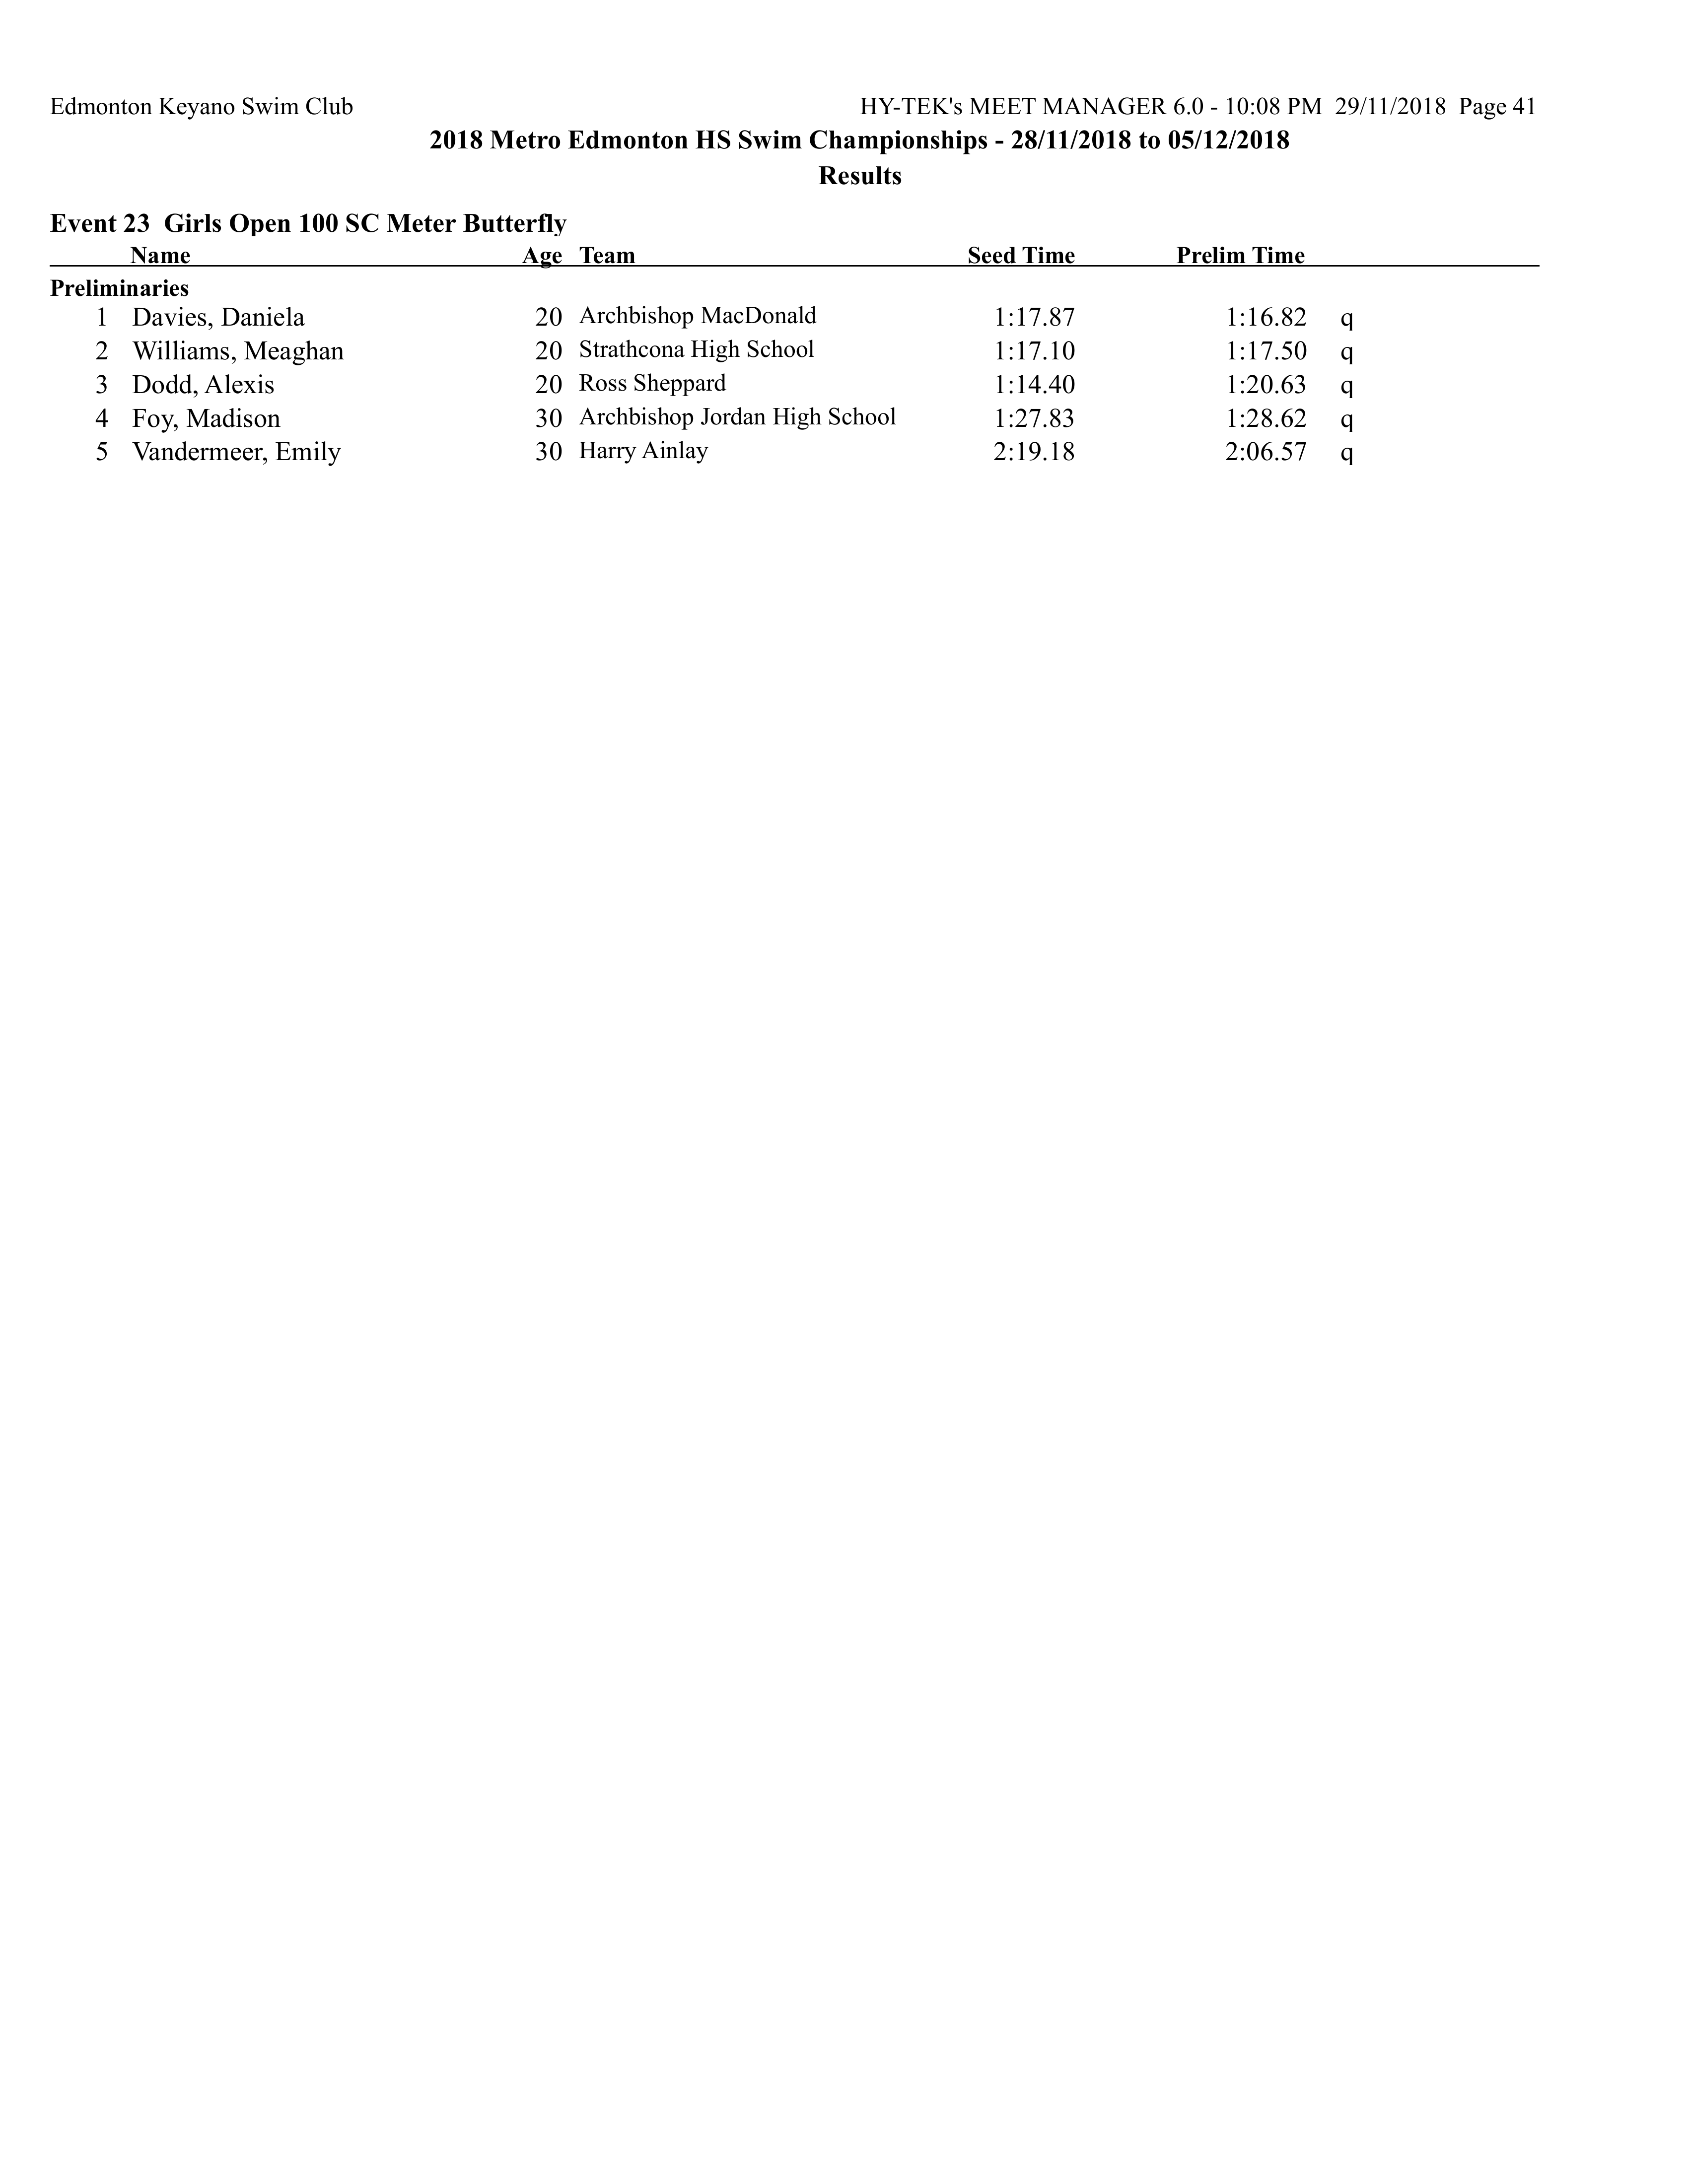 Edmonton Keyano Swim Club HY-TEK's MEET MANAGER 6.0 - 10:08 PM 29/11/2018 Page 41
2018 Metro Edmonton HS Swim Championships - 28/11/2018 to 05/12/2018
Results
Event 23 Girls Open 100 SC Meter Butterfly
Name Age Team Seed Time Prelim Time
Preliminaries
1 Davies, Daniela 20 Archbishop MacDonald 1:17.87 1:16.82 q
2 Williams, Meaghan 20 Strathcona High School 1:17.10 1:17.50 q
3 Dodd, Alexis 20 Ross Sheppard 1:14.40 1:20.63 q
4 Foy, Madison 30 Archbishop Jordan High School 1:27.83 1:28.62 q
5 Vandermeer, Emily 30 Harry Ainlay 2:19.18 2:06.57 q